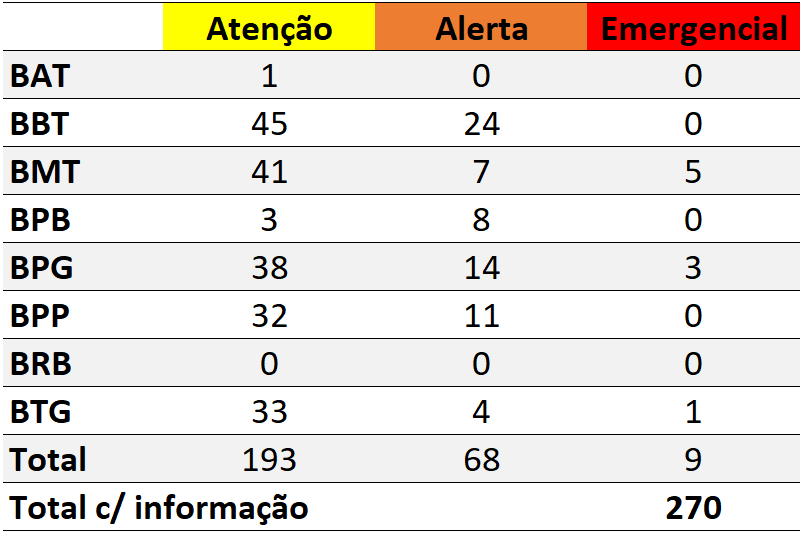 Atenção Alerta Emergencial
BAT 1 0 0
BBT 45 24 0
BMT 41 7 5
BPB 3 8 0
BPG 38 14 3
BPP 32 11 0
BRB 0 0 0
BTG 33 4 1
Total 193 68 9
Total c/ informação 270